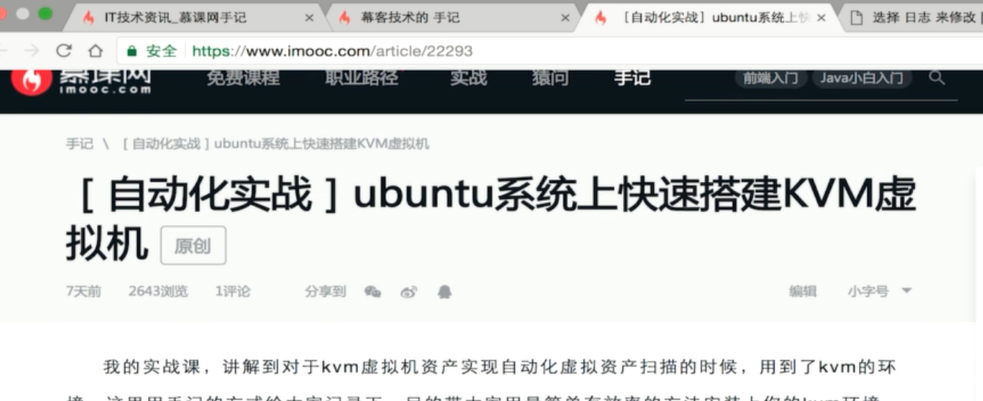 IT技术资讯_慕课网手记
幕客技术的 手记
[自动化实战] ubuntu系统上快
选择 日志 来修改
安全 https://www.imooc.com/article/22293
慕课网 imooc.com 免费课程 职业路径 实战 猿问 手记 前端入门 Java小白入门
手记 \ [ 自动化实战 ] ubuntu系统上快速搭建KVM虚拟机
[ 自动化实战 ] ubuntu系统上快速搭建KVM虚
拟机 原创
7天前 2643浏览 1评论 分享到 编辑 小字号
我的实战课，讲解到对于kvm虚拟机资产实现自动化虚拟资产扫描的时候，用到了kvm的环